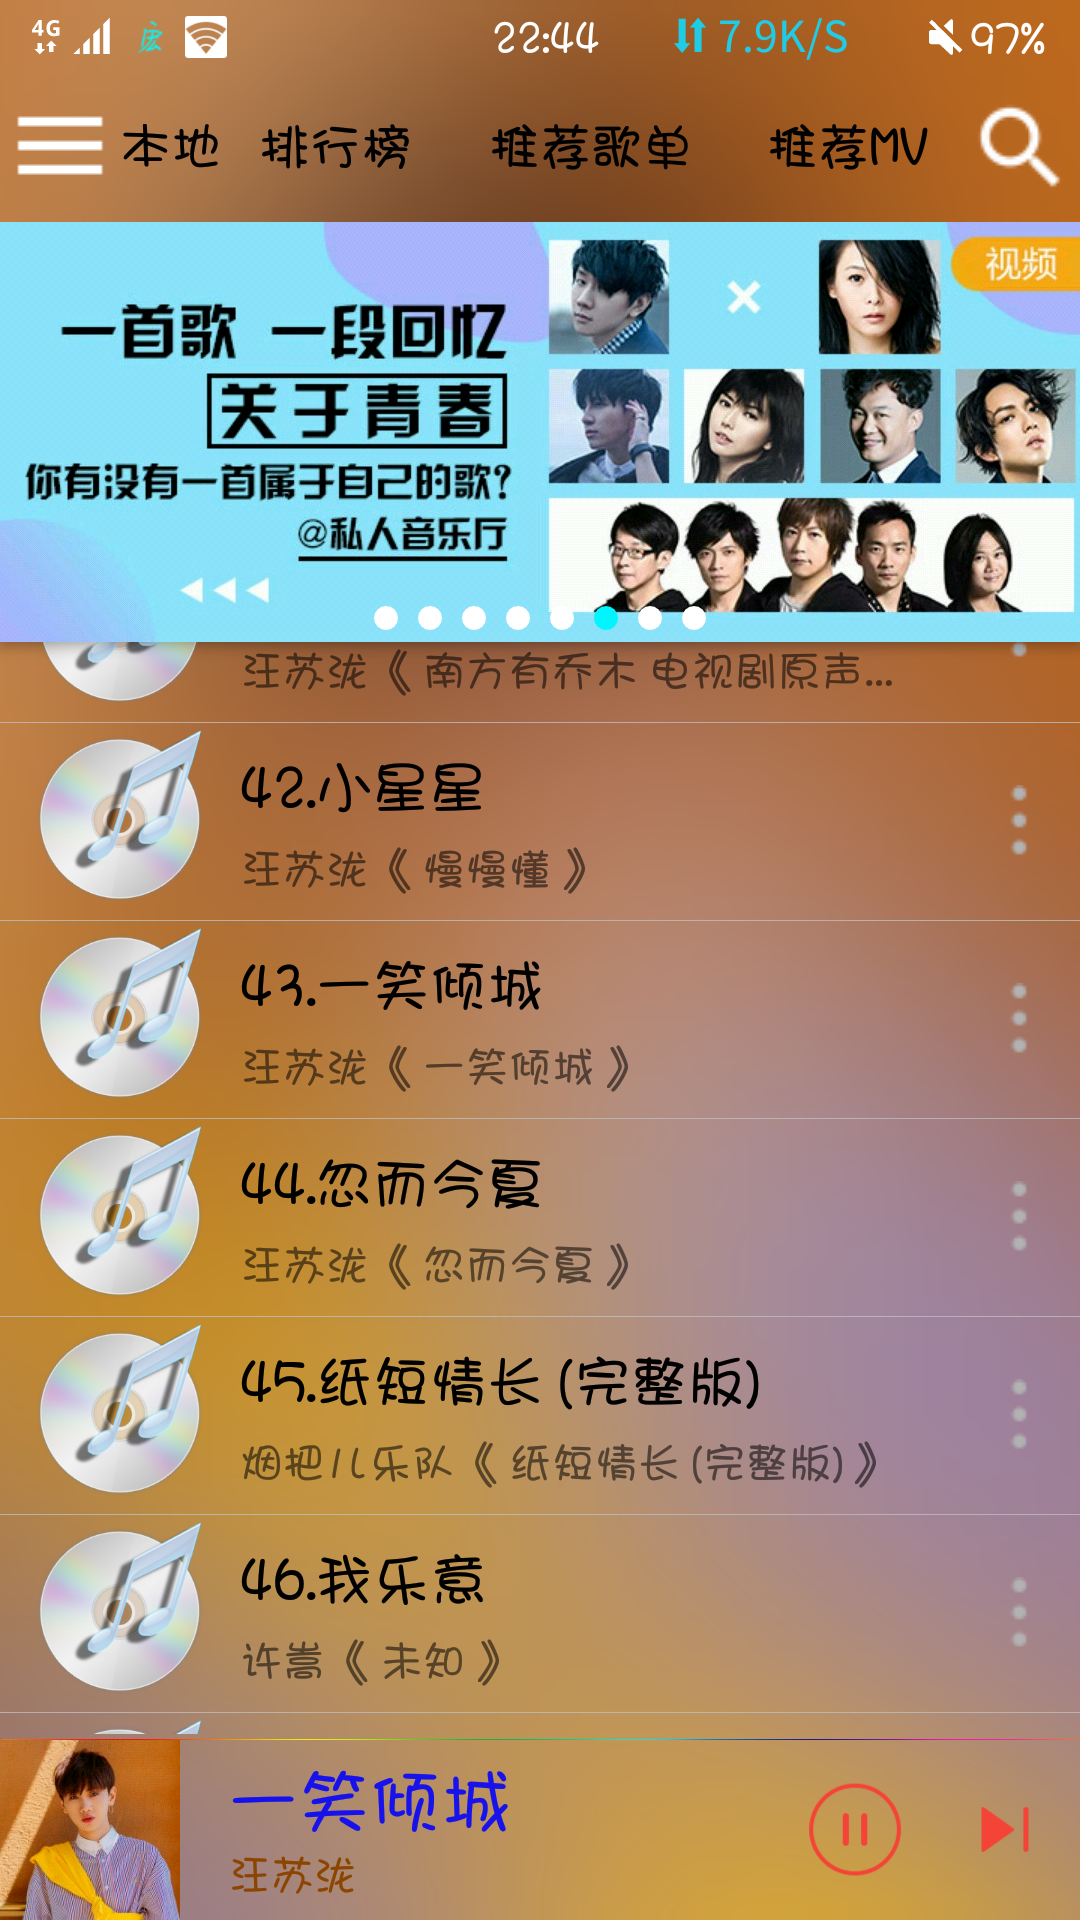 4G 宏 22:44 7.9K/S 97%
本地 排行榜 推荐歌单 推荐MV
视频
一首歌 一段回忆
关于青春
你有没有一首属于自己的歌?
@私人音乐厅
汪苏泷《 南方有乔木 电视剧原声...
42.小星星
汪苏泷《 慢慢懂 》
43.一笑倾城
汪苏泷《 一笑倾城 》
44.忽而今夏
汪苏泷《 忽而今夏 》
45.纸短情长 (完整版)
烟把儿乐队《 纸短情长 (完整版) 》
46.我乐意
许嵩《 未知 》
一笑倾城
汪苏泷